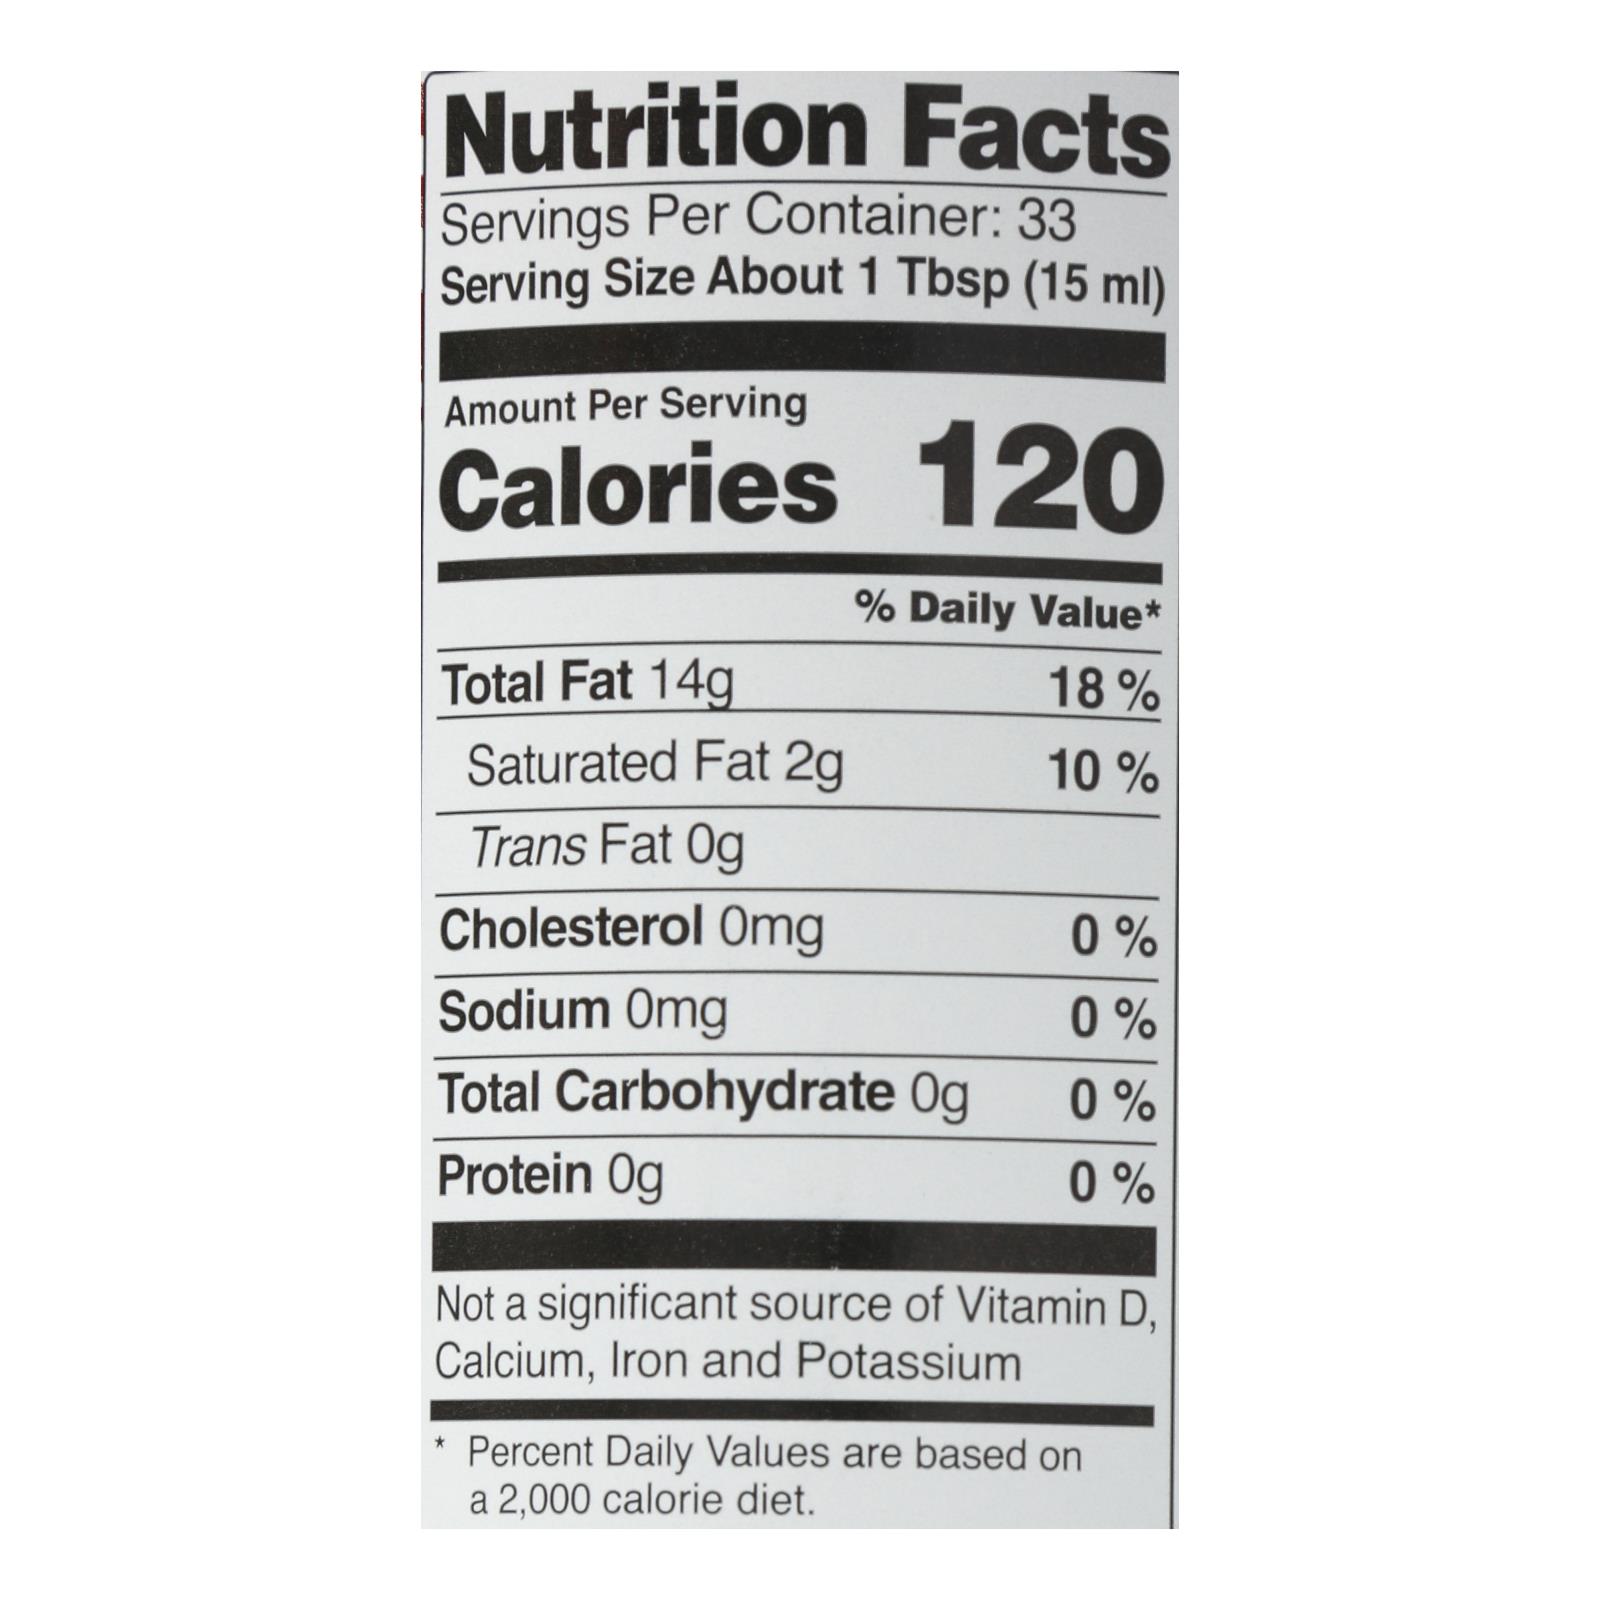 Nutrition Facts
Servings Per Container: 33
Serving Size About 1 Tbsp (15 ml)
Amount Per Serving
Calories 120
% Daily Value*
Total Fat 14g 18 %
Saturated Fat 2g 10 %
Trans Fat 0g
Cholesterol 0mg 0 %
Sodium 0mg 0 %
Total Carbohydrate 0g 0 %
Protein 0g 0 %
Not a significant source of Vitamin D,
Calcium, Iron and Potassium
* Percent Daily Values are based on
a 2,000 calorie diet.